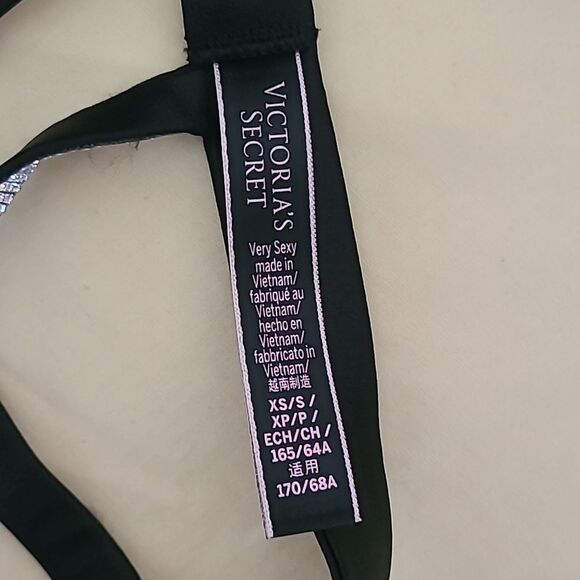 VICTORIA'S
SECRET
Very Sexy
made in
Vietnam/
fabriqué au
Vietnam/
hecho en
Vietnam/
fabbricato in
Vietnam/
越南制造
XS/S /
XP/P /
ECH/CH /
165/64A
适用
170/68A